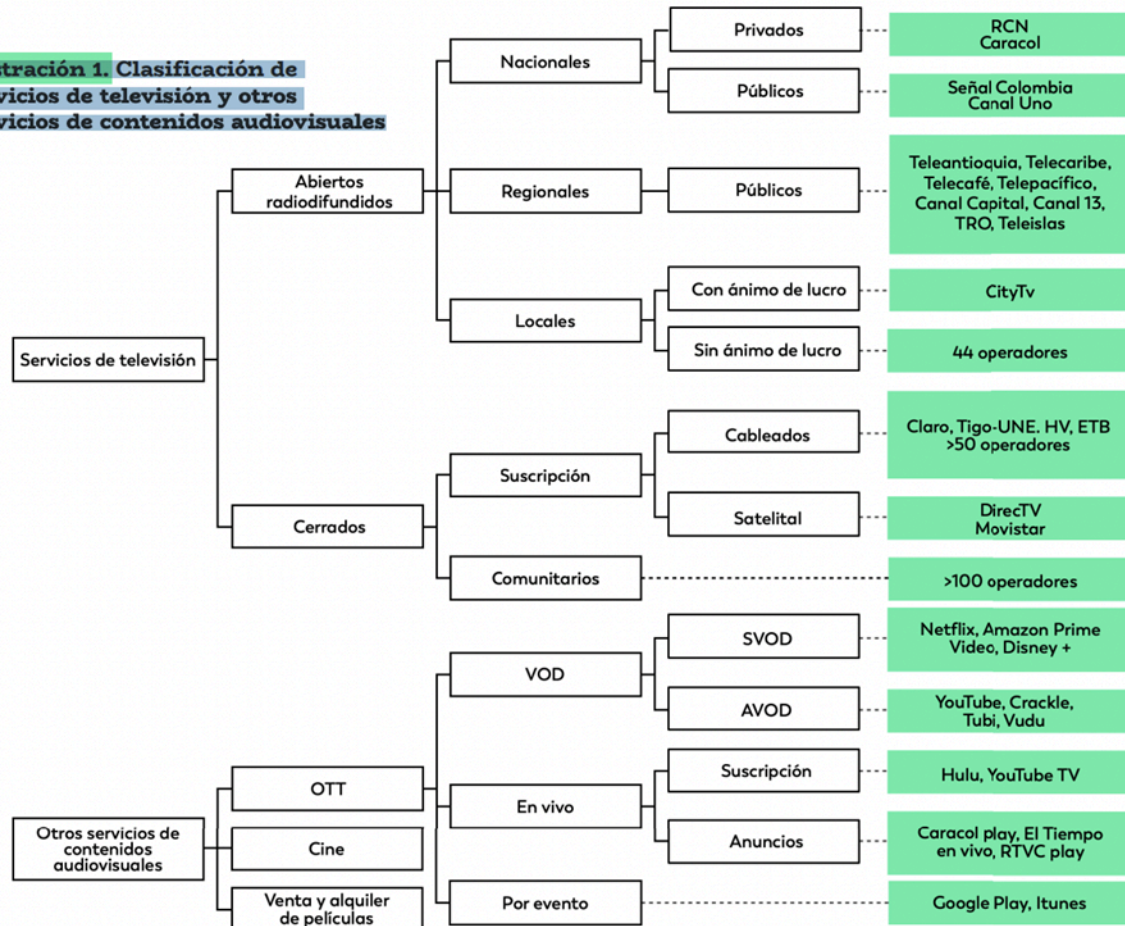 stración 1. Clasificación de
vicios de televisión y otros
vicios de contenidos audiovisuales
Servicios de televisión
Abiertos
radiodifundidos
Nacionales
Privados
RCN
Caracol
Públicos
Señal Colombia
Canal Uno
Regionales
Públicos
Teleantioquia, Telecaribe,
Telecafé, Telepacífico,
Canal Capital, Canal 13,
TRO, Teleislas
Locales
Con ánimo de lucro
CityTv
Sin ánimo de lucro
44 operadores
Cerrados
Suscripción
Cableados
Claro, Tigo-UNE. HV, ETB
>50 operadores
Satelital
DirecTV
Movistar
Comunitarios
>100 operadores
Otros servicios de
contenidos
audiovisuales
OTT
VOD
SVOD
Netflix, Amazon Prime
Video, Disney +
AVOD
YouTube, Crackle,
Tubi, Vudu
En vivo
Suscripción
Hulu, YouTube TV
Anuncios
Caracol play, El Tiempo
en vivo, RTVC play
Por evento
Google Play, Itunes
Cine
Venta y alquiler
de películas